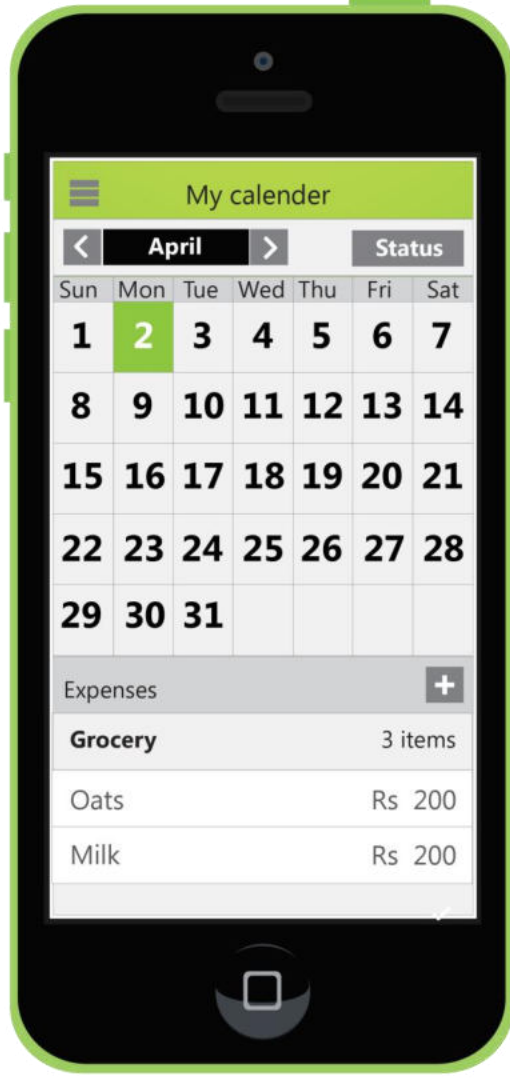 My calender
April Status
Sun Mon Tue Wed Thu Fri Sat
1 2 3 4 5 6 7
8 9 10 11 12 13 14
15 16 17 18 19 20 21
22 23 24 25 26 27 28
29 30 31
Expenses
Grocery 3 items
Oats Rs 200
Milk Rs 200